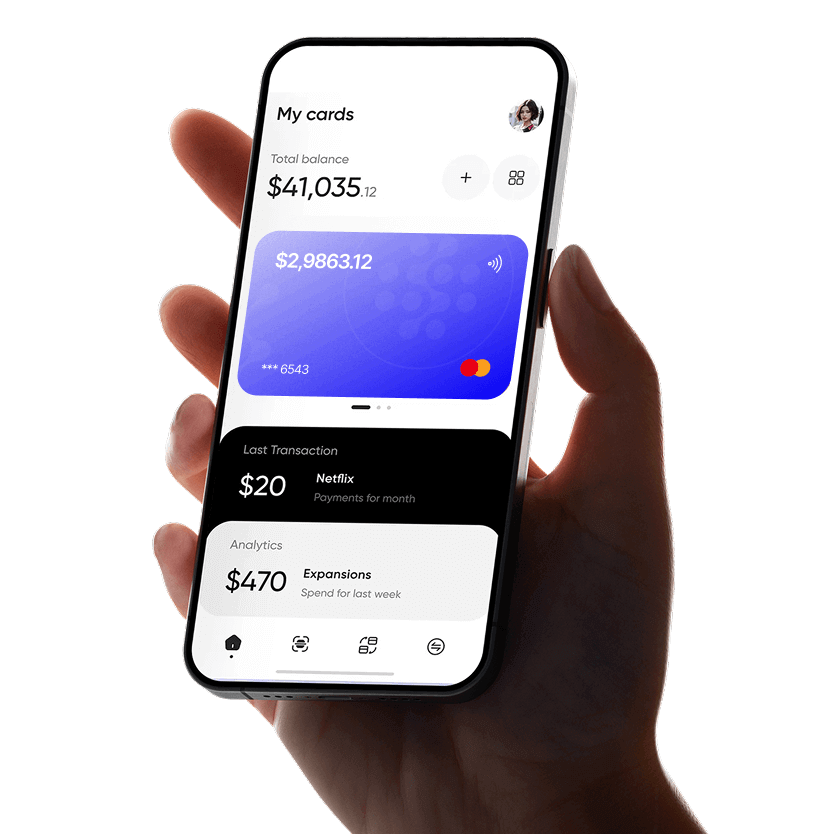 My cards
Total balance
$41,035.12
$2,9863.12
*** 6543
Last Transaction
$20
Netflix
Payments for month
Analytics
$470
Expansions
Spend for last week